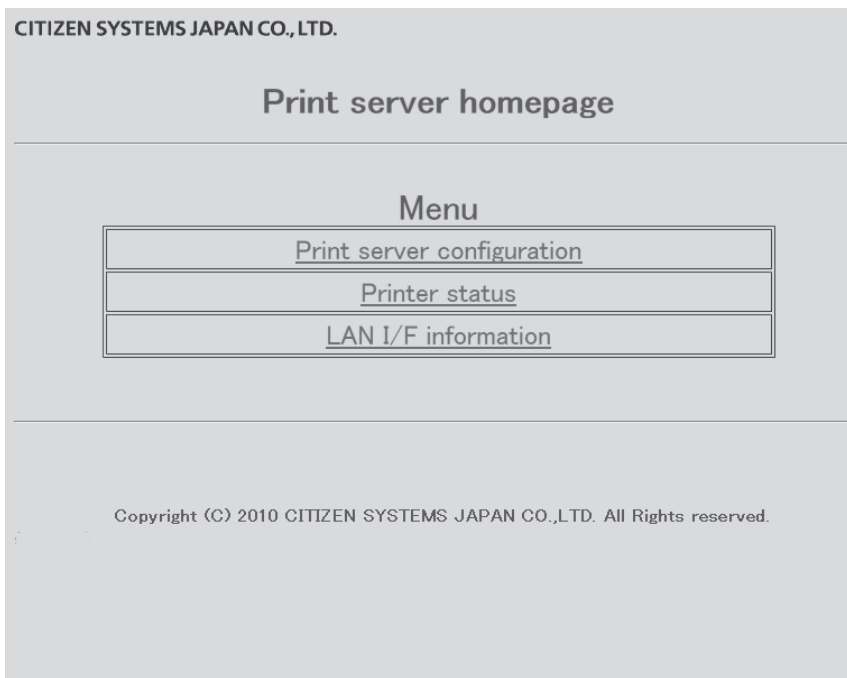 CITIZEN SYSTEMS JAPAN CO., LTD.
Print server homepage
Menu
Print server configuration
Printer status
LAN I/F information
Copyright (C) 2010 CITIZEN SYSTEMS JAPAN CO.,LTD. All Rights reserved.